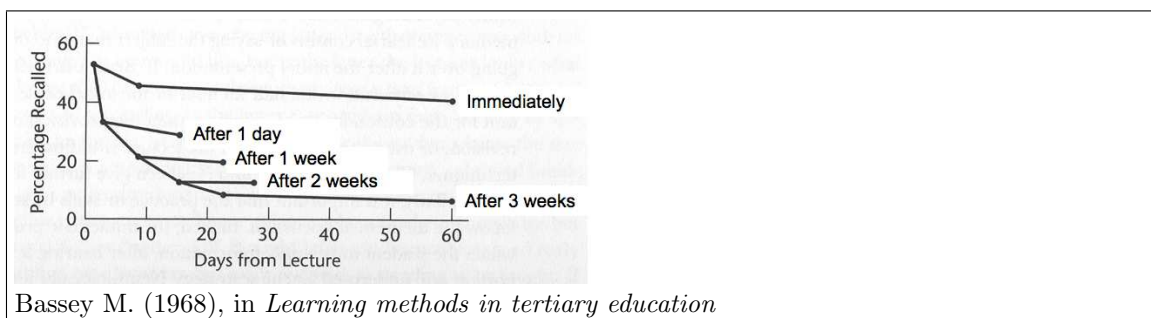 60
40
20
0
Percentage Recalled
Immediately
After 1 day
After 1 week
After 2 weeks
After 3 weeks
0 10 20 30 40 50 60
Days from Lecture
Bassey M. (1968), in Learning methods in tertiary education